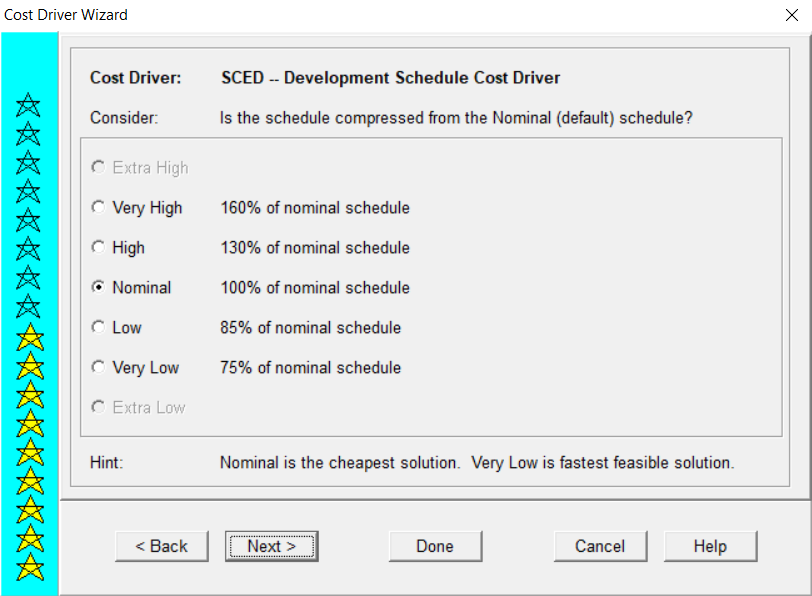 Cost Driver Wizard
Cost Driver: SCED -- Development Schedule Cost Driver
Consider: Is the schedule compressed from the Nominal (default) schedule?
Extra High
Very High 160% of nominal schedule
High 130% of nominal schedule
Nominal 100% of nominal schedule
Low 85% of nominal schedule
Very Low 75% of nominal schedule
Extra Low
Hint: Nominal is the cheapest solution. Very Low is fastest feasible solution.
< Back Next > Done Cancel Help